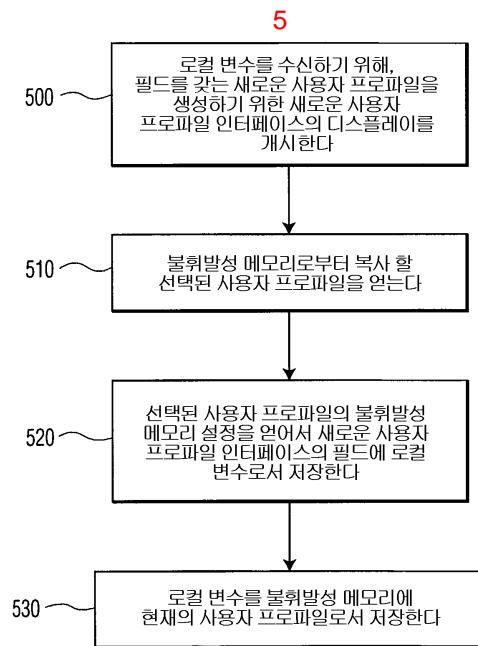 5
500
로컬 변수를 수신하기 위해,
필드를 갖는 새로운 사용자 프로파일을
생성하기 위한 새로운 사용자
프로파일 인터페이스의 디스플레이를
개시한다
510
불휘발성 메모리로부터 복사 할
선택된 사용자 프로파일을 얻는다
520
선택된 사용자 프로파일의 불휘발성
메모리 설정을 얻어서 새로운 사용자
프로파일 인터페이스의 필드에 로컬
변수로서 저장한다
530
로컬 변수를 불휘발성 메모리에
현재의 사용자 프로파일로서 저장한다